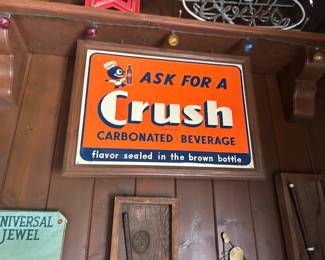 ASK FOR A
Crush
CARBONATED BEVERAGE
flavor sealed in the brown bottle
UNIVERSAL
JEWEL